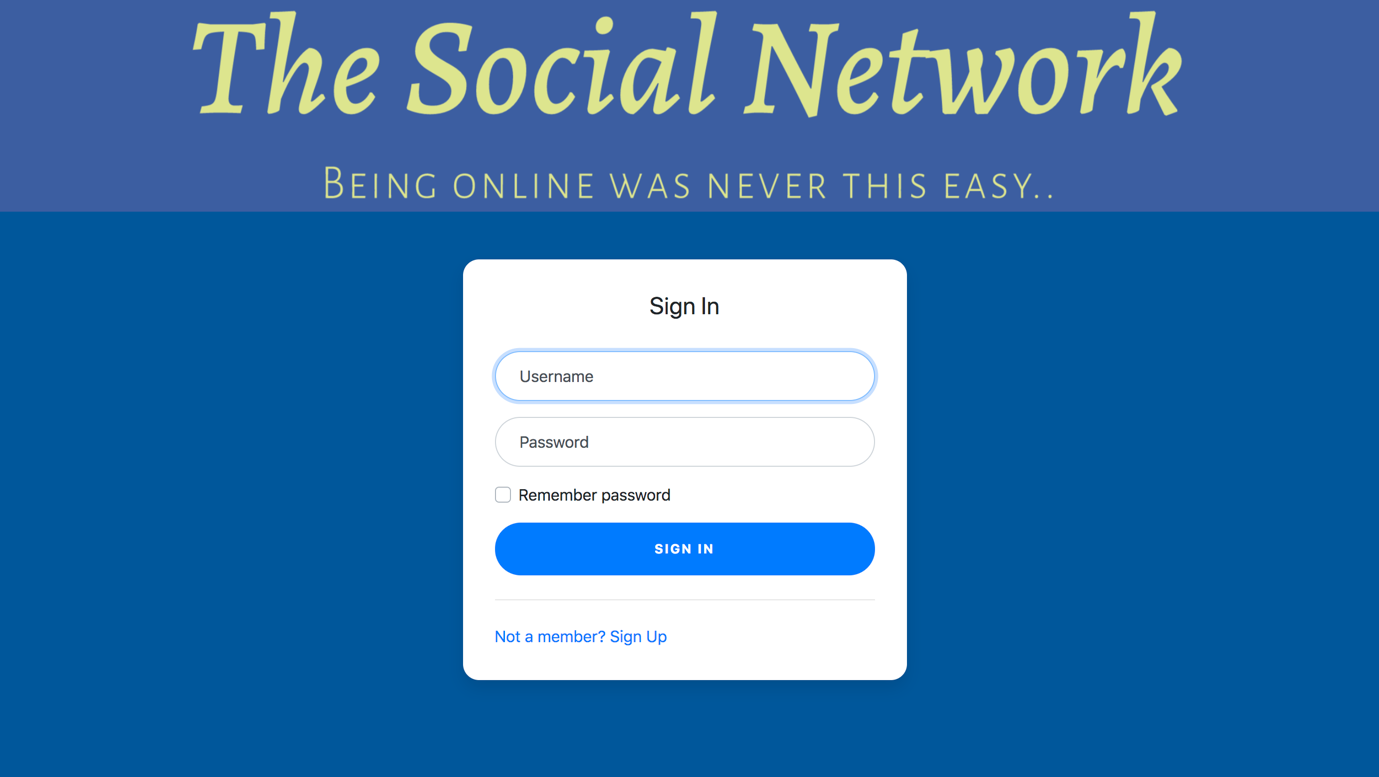 The Social Network
Being online was never this easy..
Sign In
Username
Password
Remember password
SIGN IN
Not a member? Sign Up